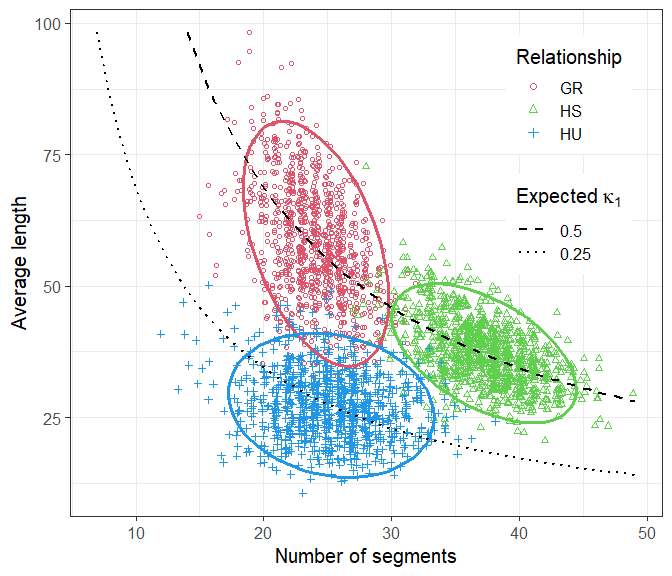 Relationship
GR
HS
HU
Expected κ₁
0.5
0.25
Average length
100
75
50
25
10
20
30
40
50
Number of segments